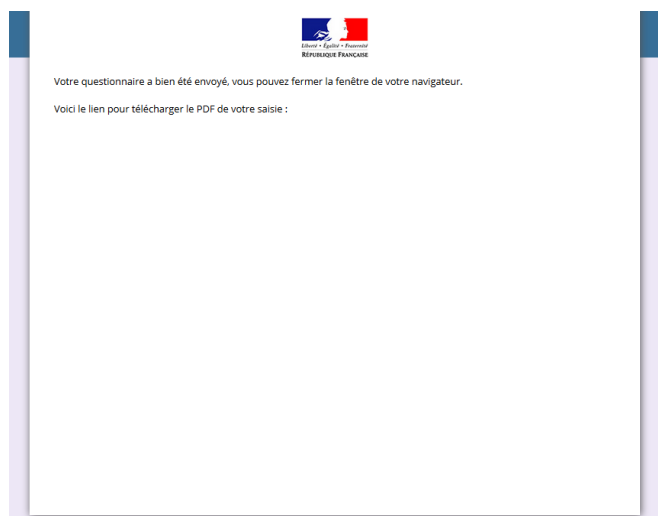 Liberté • Égalité • Fraternité
RÉPUBLIQUE FRANÇAISE
Votre questionnaire a bien été envoyé, vous pouvez fermer la fenêtre de votre navigateur.
Voici le lien pour télécharger le PDF de votre saisie :